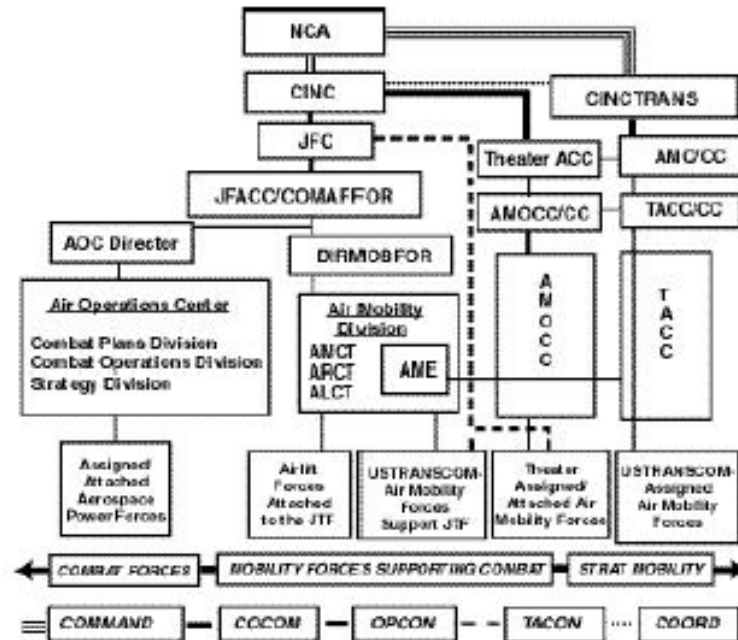 NCA
CINC
CINCTRANS
JFC
Theater ACC
AMC/CC
JFACC/COMAFFOR
AMOCC/CC
TACC/CC
AOC Director
DIRMOBFOR
Air Operations Center
Combat Plans Division
Combat Operations Division
Strategy Division
Air Mobility
Division
AMCT
ARCT
ALCT
AME
A
M
O
C
C
T
A
C
C
Assigned/
Attached
Aerospace
Power Forces
Airlift
Forces
Attached
to the JTF
USTRANSCOM-
Air Mobility
Forces
Support JTF
Theater
Assigned/
Attached Air
Mobility Forces
USTRANSCOM-
Assigned
Air Mobility
Forces
COMBAT FORCES
MOBILITY FORCES SUPPORTING COMBAT
STRAT MOBILITY
COMMAND
COCOM
OPCON
TACON
COORD